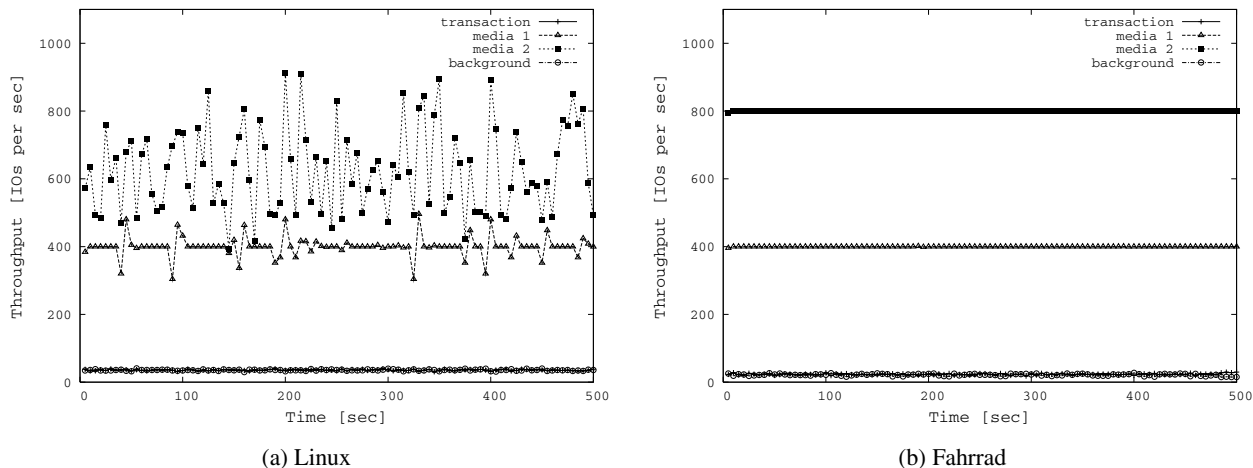 Throughput [IOs per sec]
1000
800
600
400
200
0
transaction
media 1
media 2
background
0 100 200 300 400 500
Time [sec]
(a) Linux
Throughput [IOs per sec]
1000
800
600
400
200
0
transaction
media 1
media 2
background
0 100 200 300 400 500
Time [sec]
(b) Fahrrad